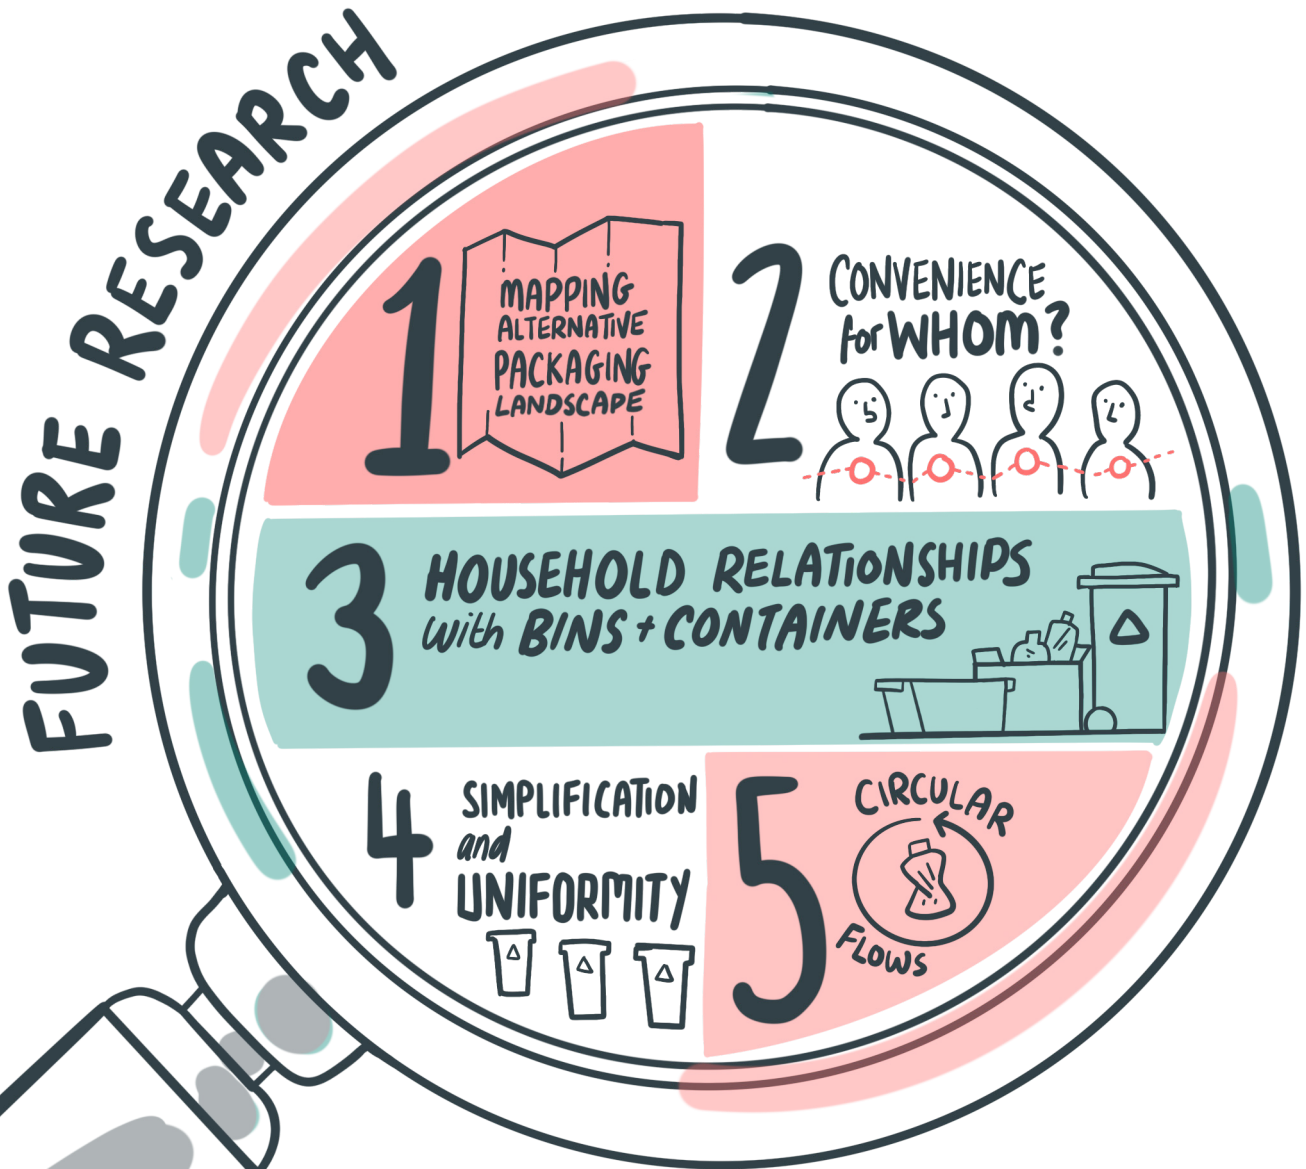 FUTURE RESEARCH
1
MAPPING
ALTERNATIVE
PACKAGING
LANDSCAPE
2
CONVENIENCE
for WHOM?
3
HOUSEHOLD RELATIONSHIPS
with BINS + CONTAINERS
4
SIMPLIFICATION
and
UNIFORMITY
5
CIRCULAR
FLOWS